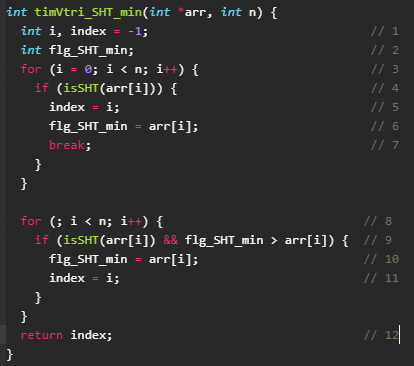 int timVtri_SHT_min(int *arr, int n) {
  int i, index = -1;                              // 1
  int flg_SHT_min;                                // 2
  for (i = 0; i < n; i++) {                       // 3
    if (isSHT(arr[i])) {                          // 4
      index = i;                                  // 5
      flg_SHT_min = arr[i];                       // 6
      break;                                      // 7
    }
  }

  for (; i < n; i++) {                           // 8
    if (isSHT(arr[i]) && flg_SHT_min > arr[i]) {  // 9
      flg_SHT_min = arr[i];                      // 10
      index = i;                                 // 11
    }
  }
  return index;                                  // 12
}